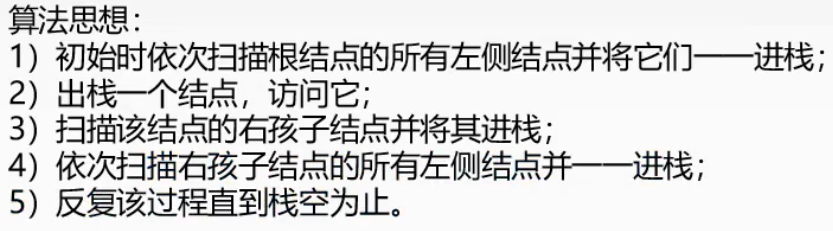 算法思想：
1）初始时依次扫描根结点的所有左侧结点并将它们一一进栈；
2）出栈一个结点，访问它；
3）扫描该结点的右孩子结点并将其进栈；
4）依次扫描右孩子结点的所有左侧结点并一一进栈；
5）反复该过程直到栈空为止。